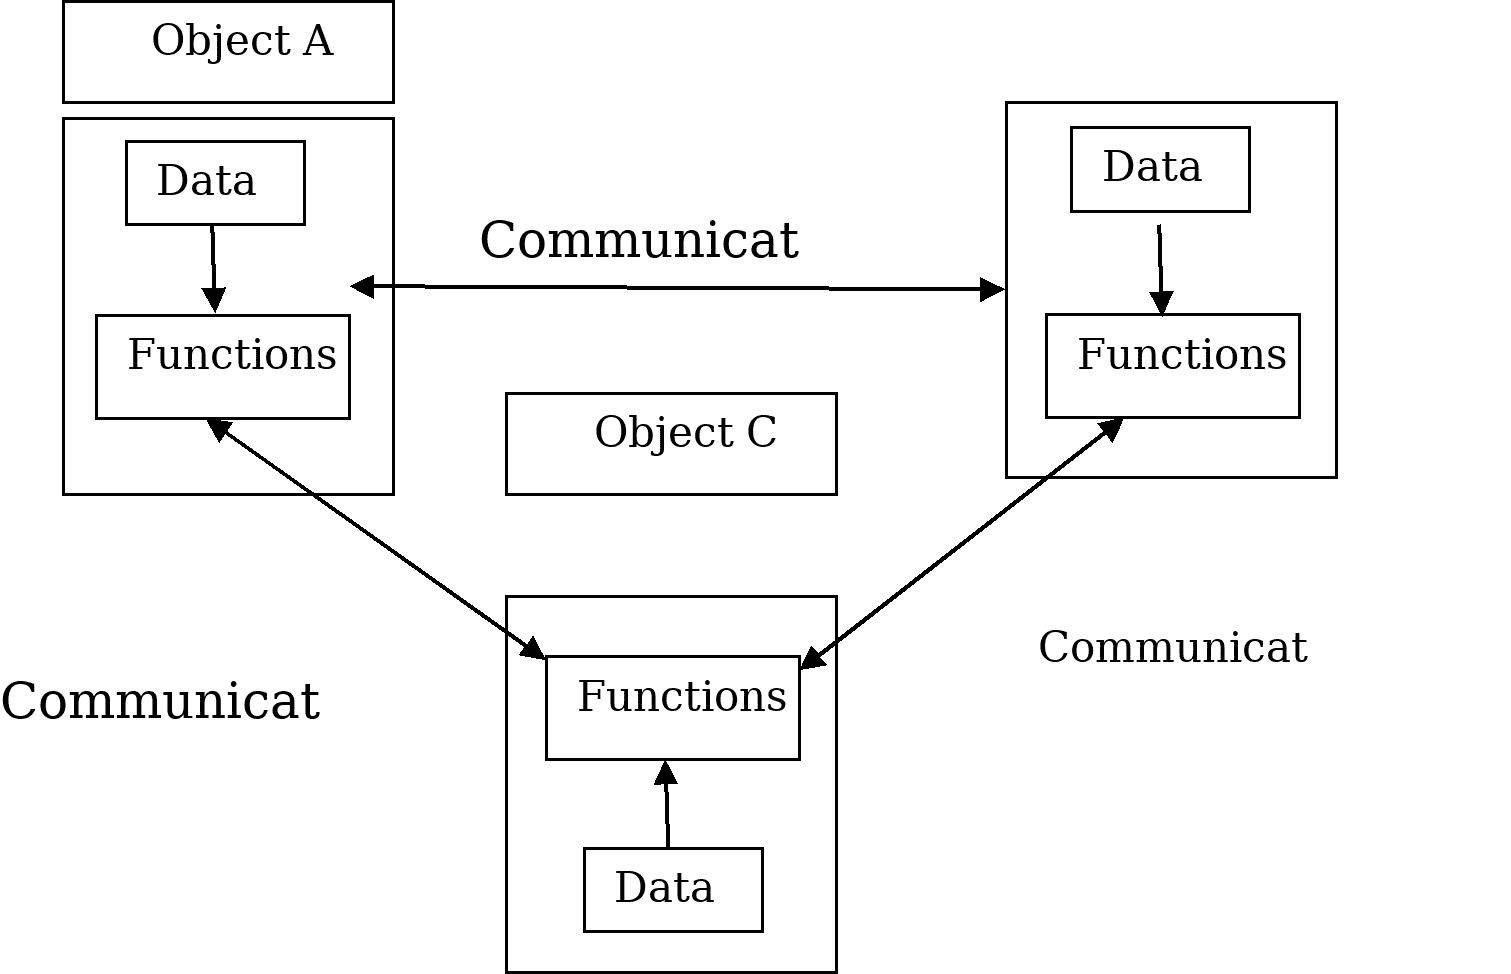 Object A
Data
Data
Communicat
Functions
Functions
Object C
Communicat
Functions
Communicat
Data